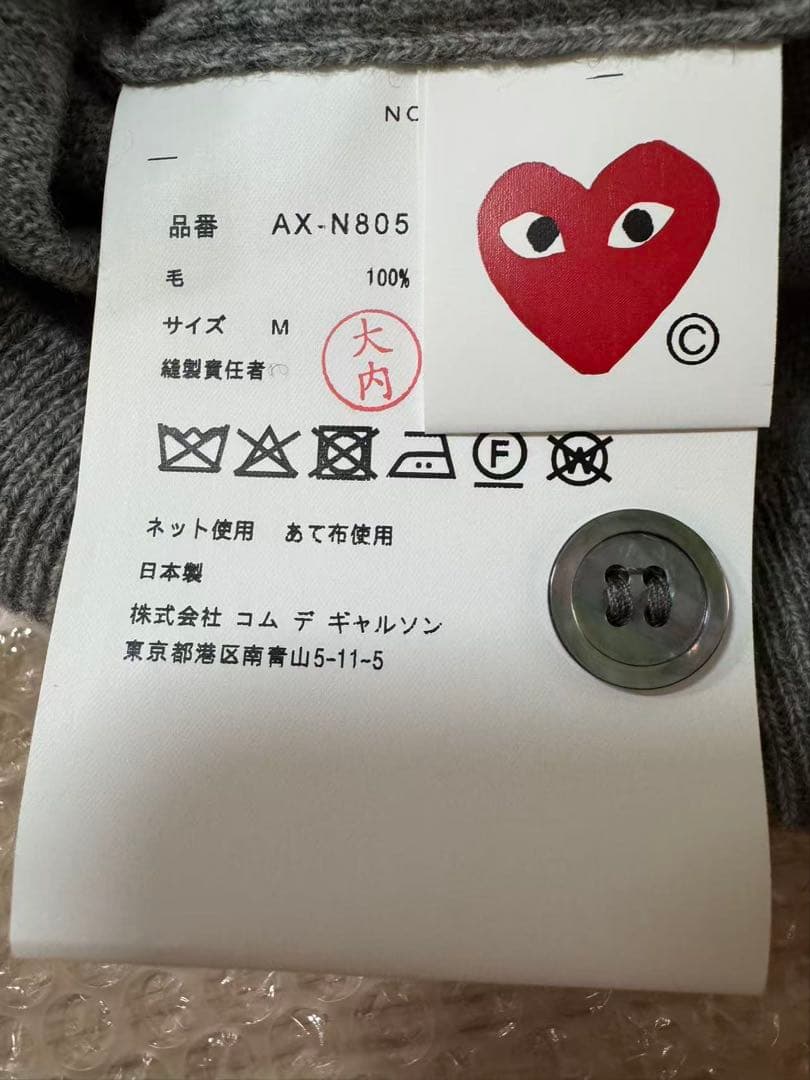 NC
品番 AX-N805
毛 100%
サイズ M
縫製責任者
大内
©
F
W
ネット使用 あて布使用
日本製
株式会社 コム デ ギャルソン
東京都港区南青山5-11-5